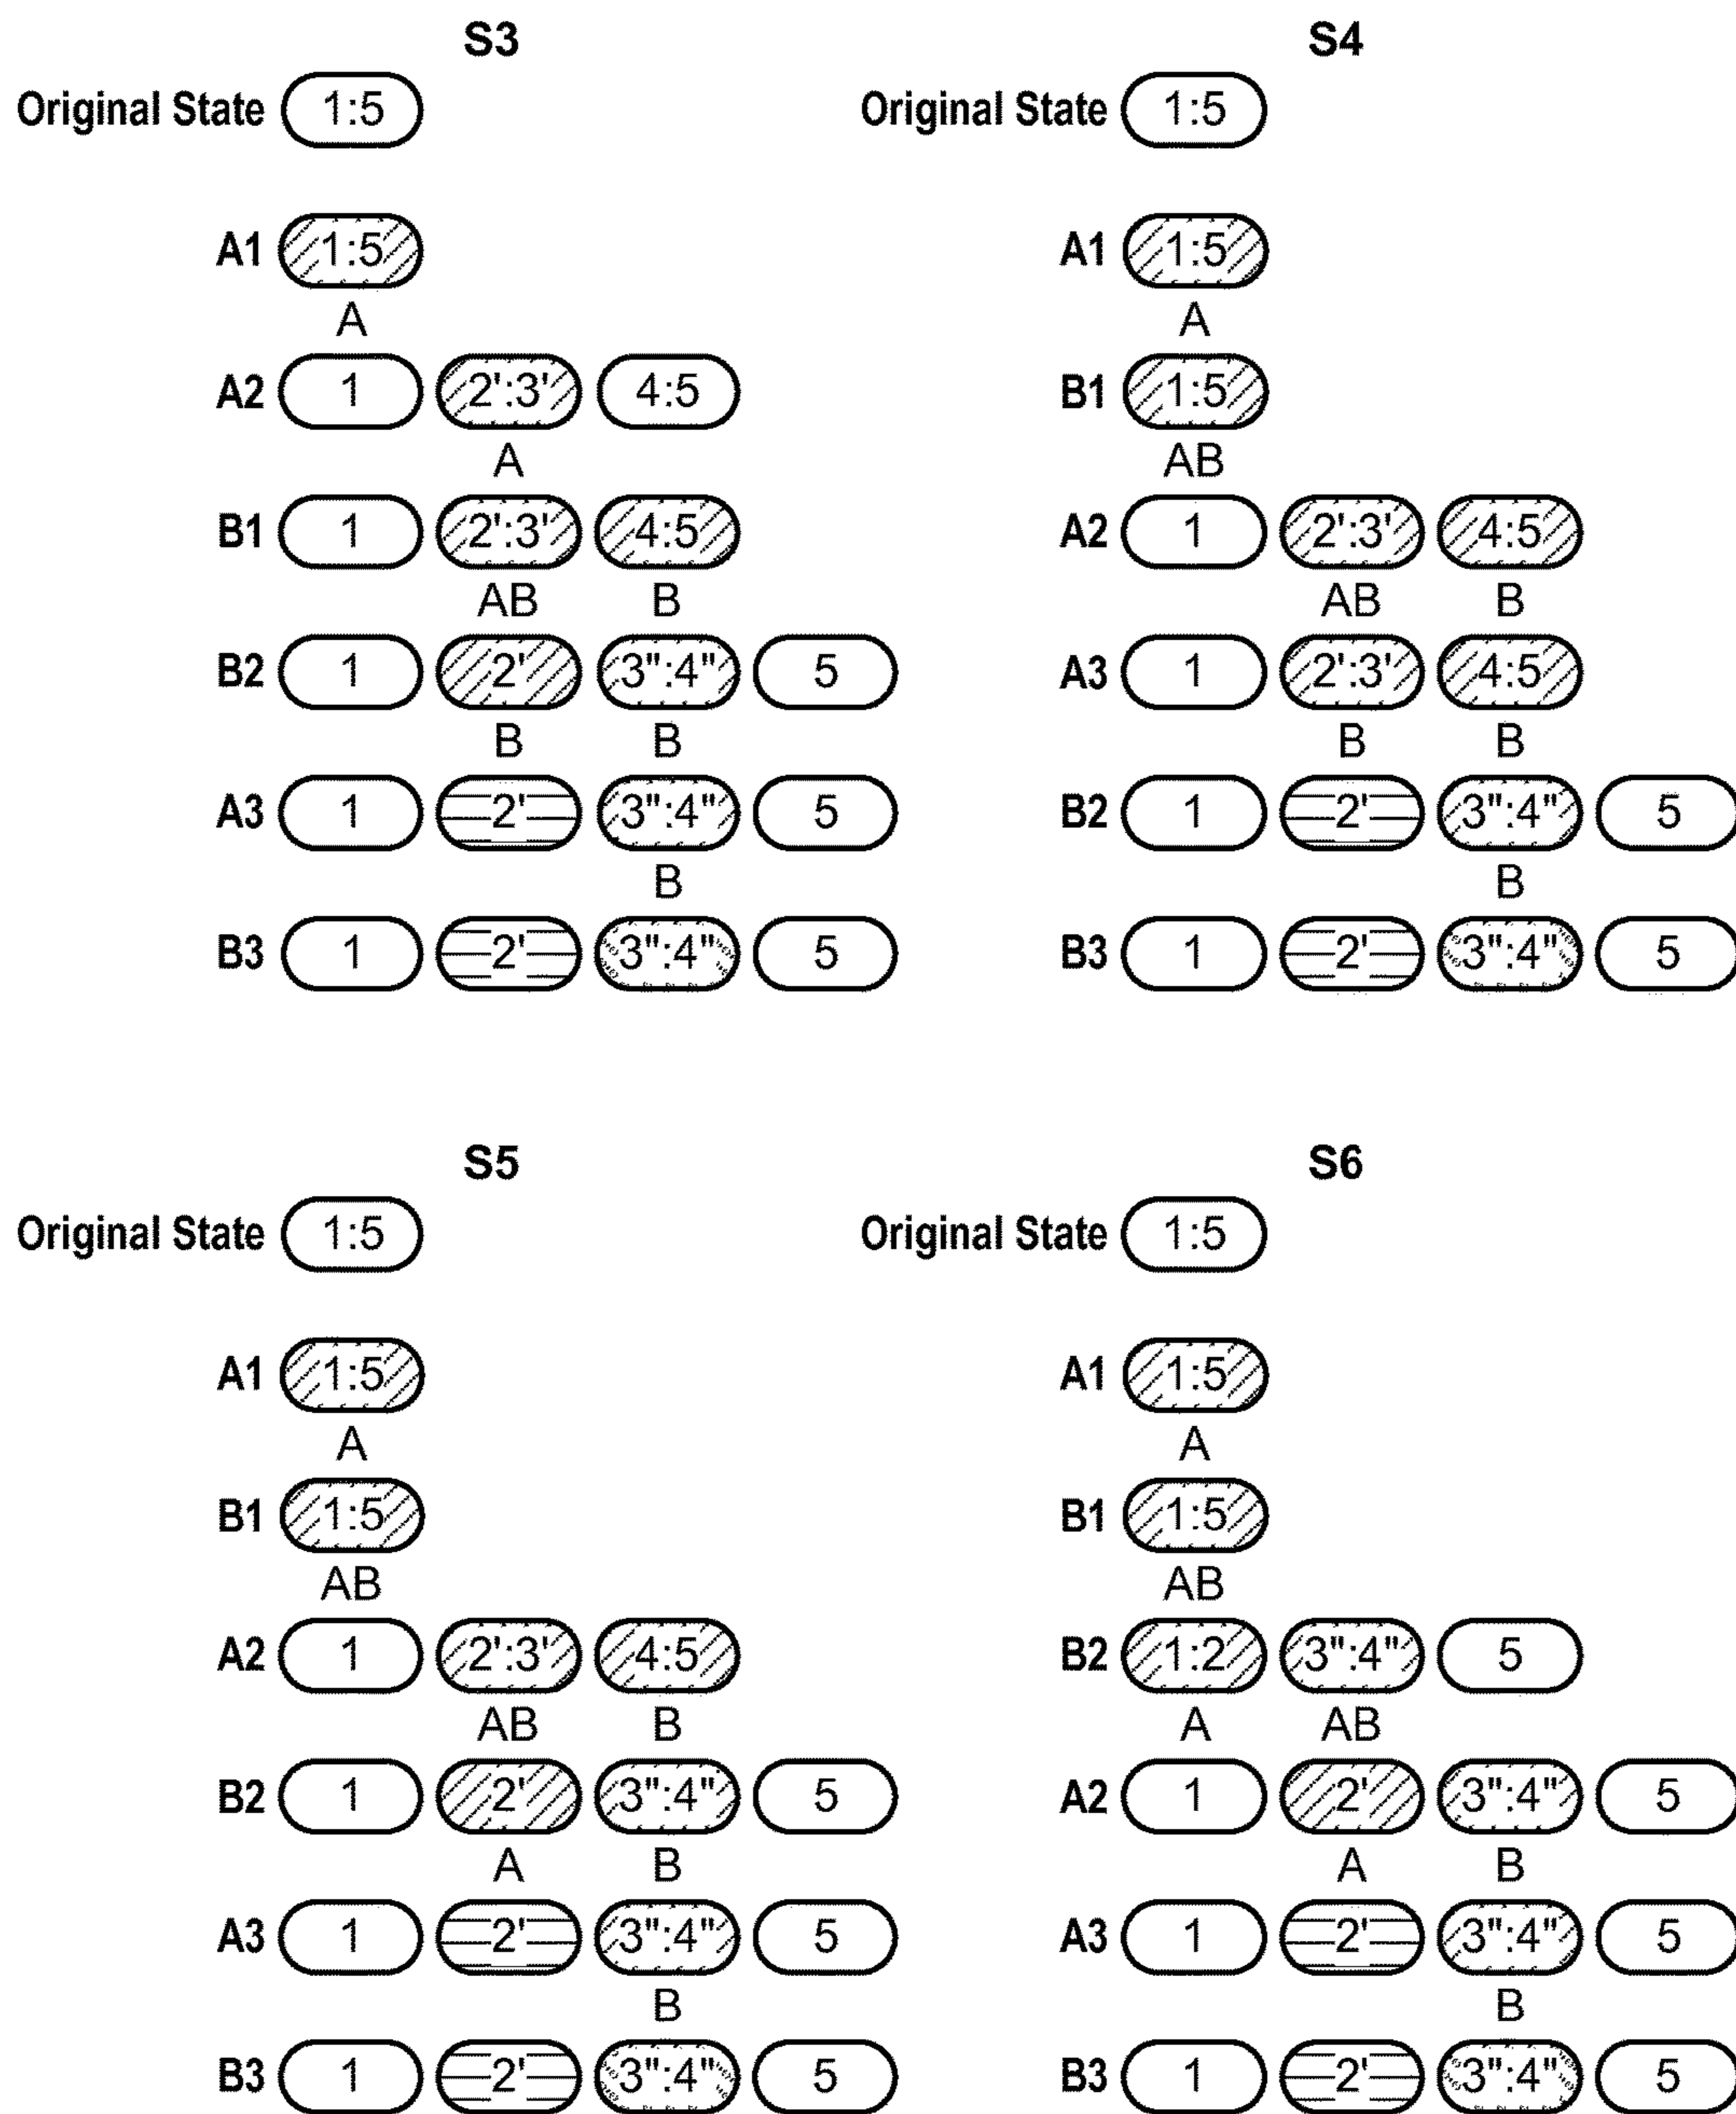 S3
Original State 1:5
A1 1:5
A
A2 1 2':3' 4:5
A
B1 1 2':3' 4:5
AB B
B2 1 2' 3":4" 5
B B
A3 1 2' 3":4" 5
B
B3 1 2' 3":4" 5
S4
Original State 1:5
A1 1:5
A
B1 1:5
AB
A2 1 2':3' 4:5
AB B
A3 1 2':3' 4:5
B B
B2 1 2' 3":4" 5
B
B3 1 2' 3":4" 5
S5
Original State 1:5
A1 1:5
A
B1 1:5
AB
A2 1 2':3' 4:5
AB B
B2 1 2' 3":4" 5
A B
A3 1 2' 3":4" 5
B
B3 1 2' 3":4" 5
S6
Original State 1:5
A1 1:5
A
B1 1:5
AB
B2 1:2 3":4" 5
A AB
A2 1 2' 3":4" 5
A B
A3 1 2' 3":4" 5
B
B3 1 2' 3":4" 5